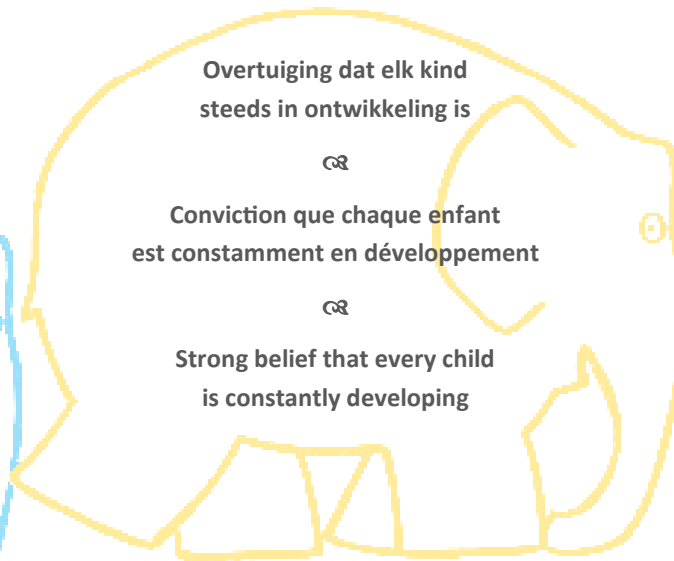 Overtuiging dat elk kind
steeds in ontwikkeling is
Conviction que chaque enfant
est constamment en développement
Strong belief that every child
is constantly developing